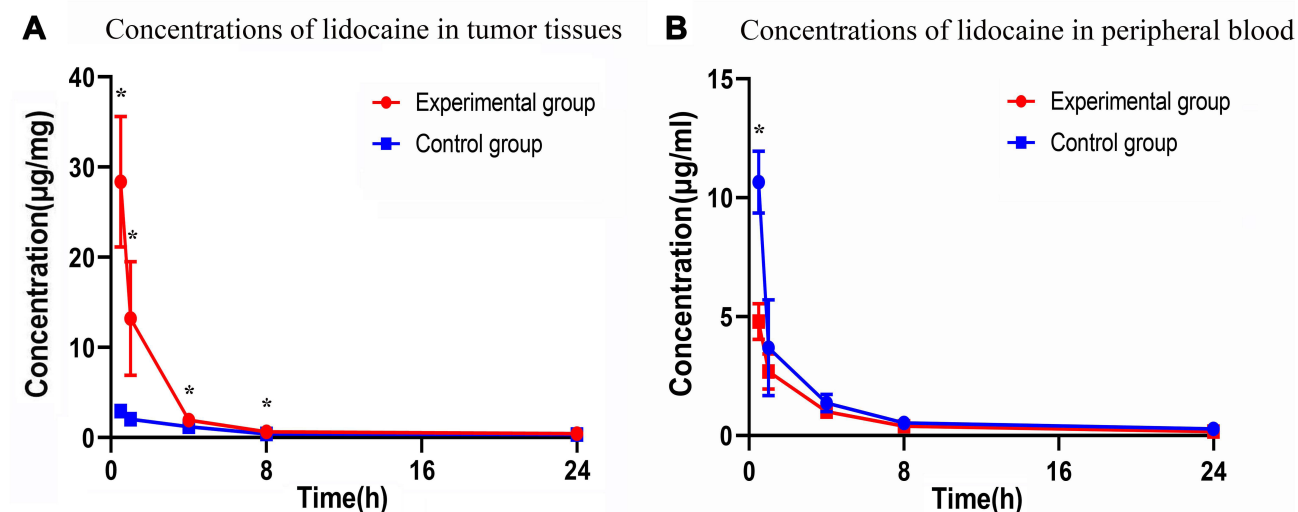 A
Concentrations of lidocaine in tumor tissues
40
30
20
10
0
Concentration(μg/mg)
*
*
*
*
Experimental group
Control group
0
8
16
24
Time(h)
B
Concentrations of lidocaine in peripheral blood
15
10
5
0
Concentration(μg/ml)
*
Experimental group
Control group
0
8
16
24
Time(h)